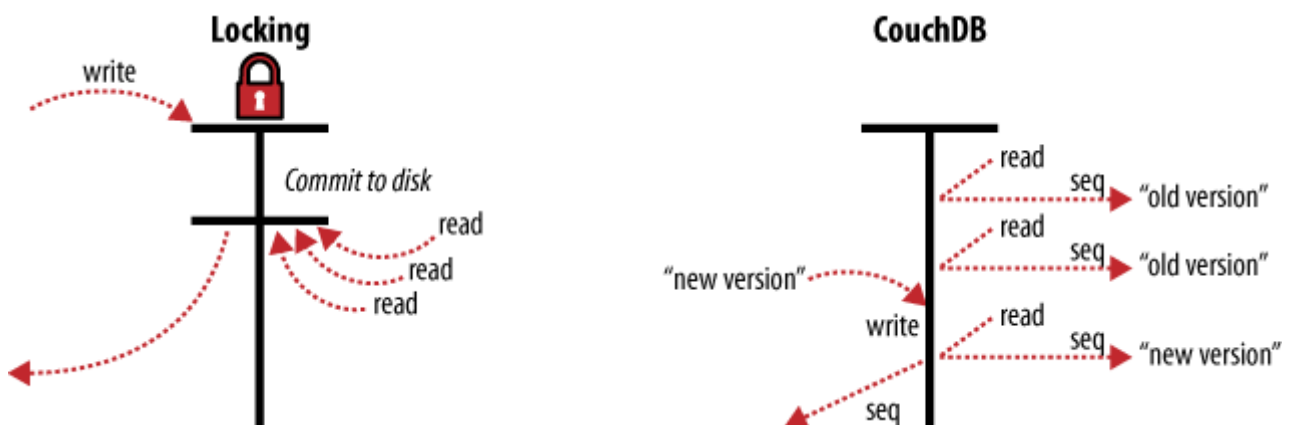 Locking
write
Commit to disk
read
read
read
CouchDB
read
seq
“old version”
read
seq
“old version”
“new version”
write
read
seq
“new version”
seq